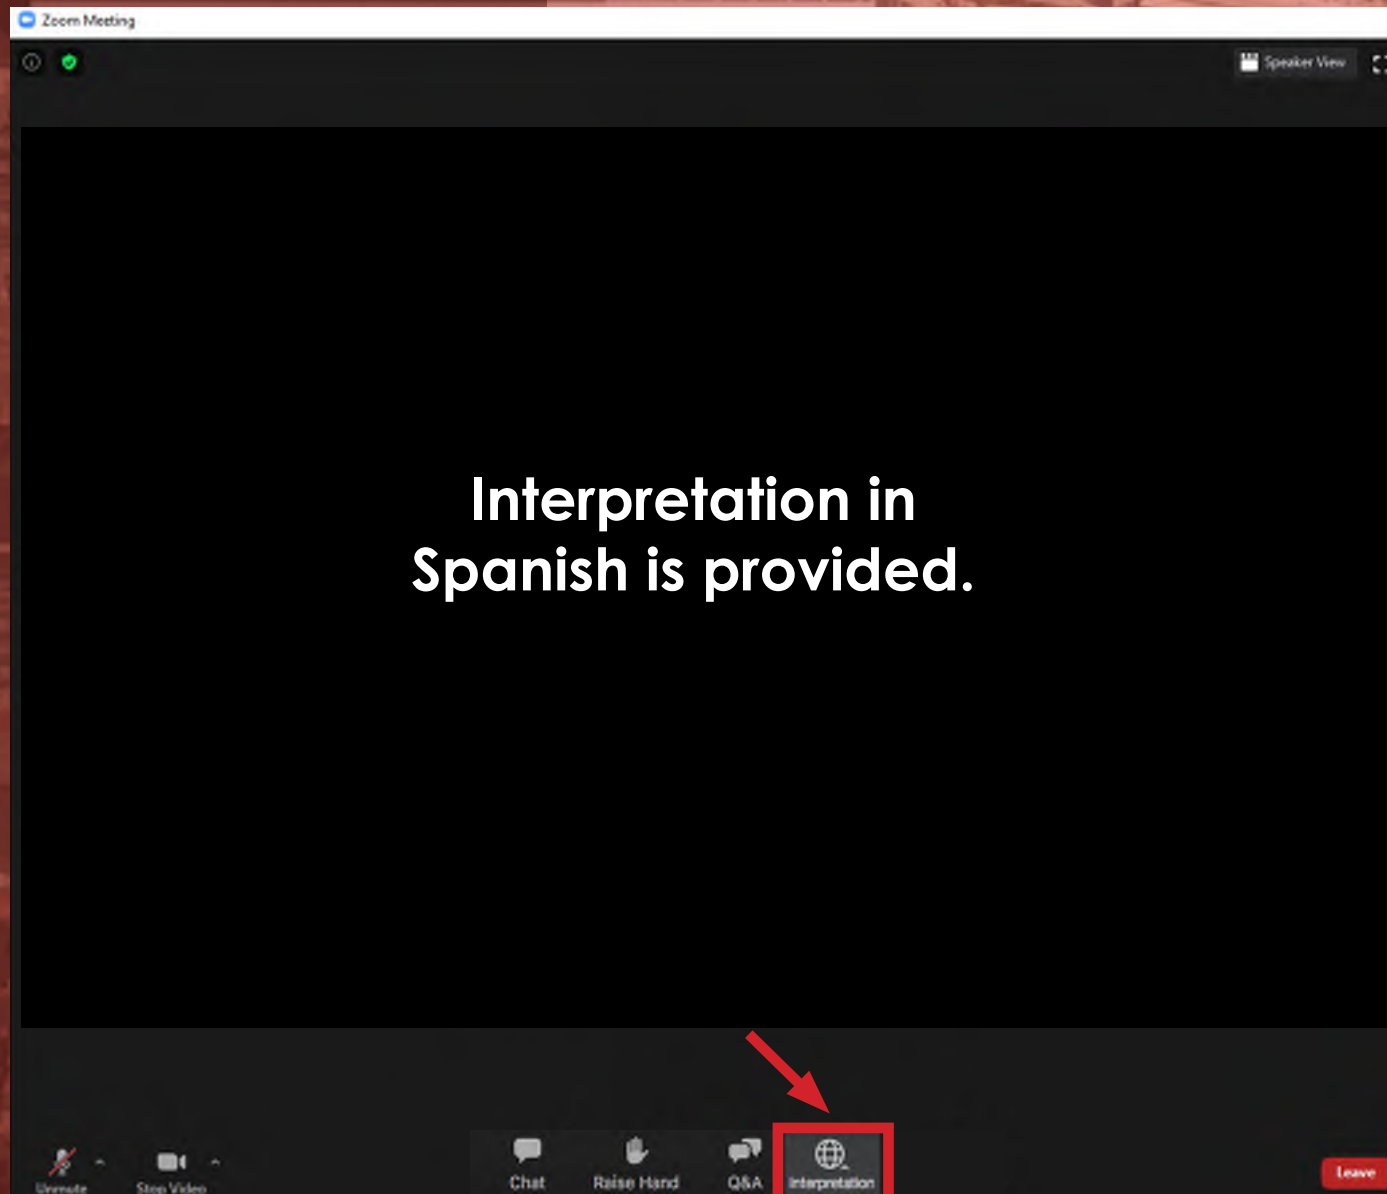 Zoom Meeting
Speaker View
Interpretation in
Spanish is provided.
Unmute
Stop Video
Chat
Raise Hand
Q&A
Interpretation
Leave